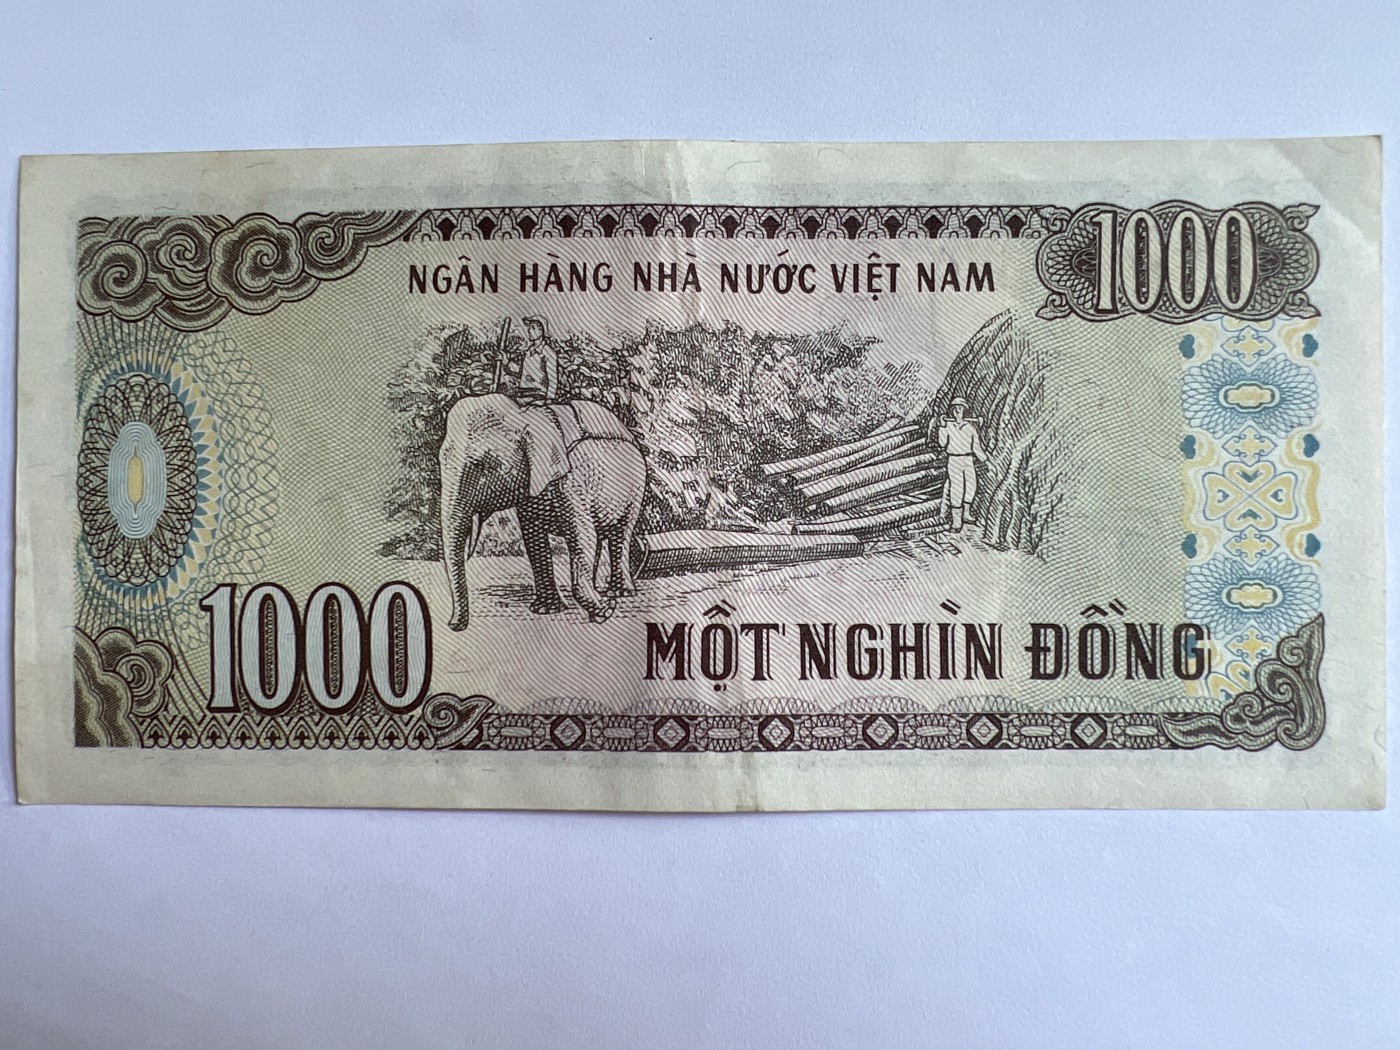 NGÂN HÀNG NHÀ NƯỚC VIỆT NAM
1000
1000
MỘT NGHÌN ĐỒNG